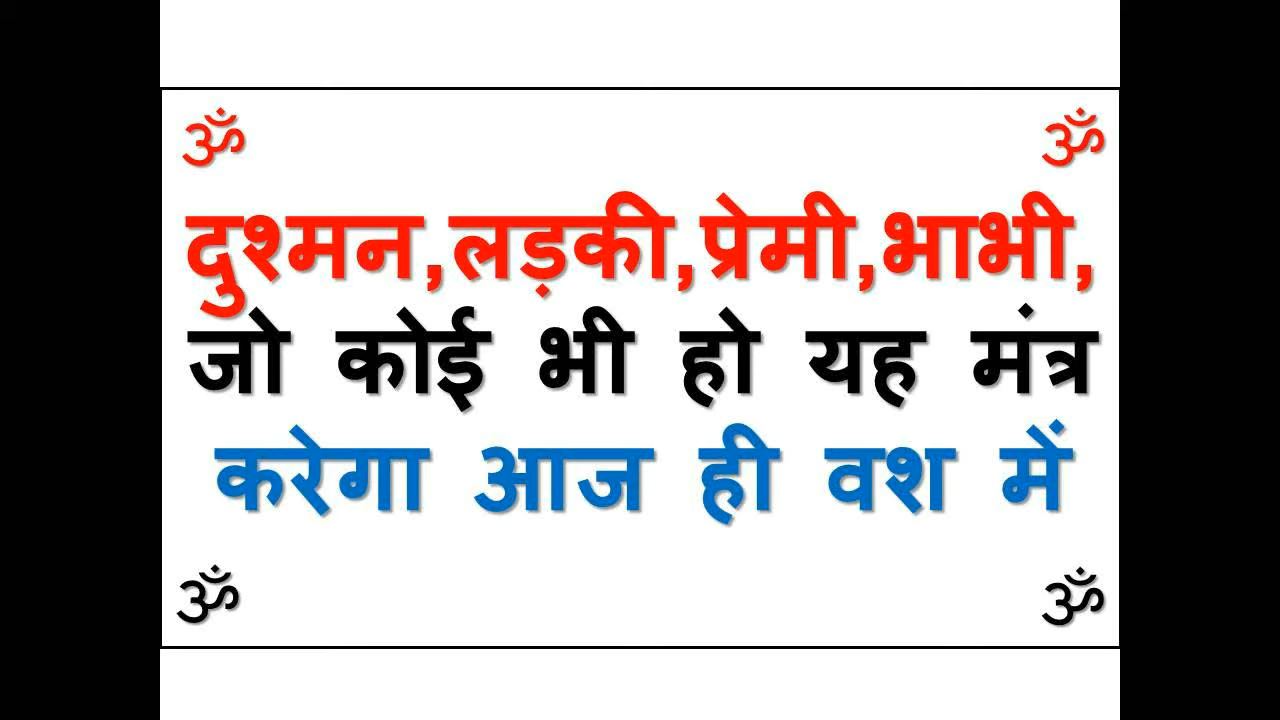 ॐ ॐ
दुश्मन,लड़की,प्रेमी,भाभी,
जो कोई भी हो यह मंत्र
करेगा आज ही वश में
ॐ ॐ